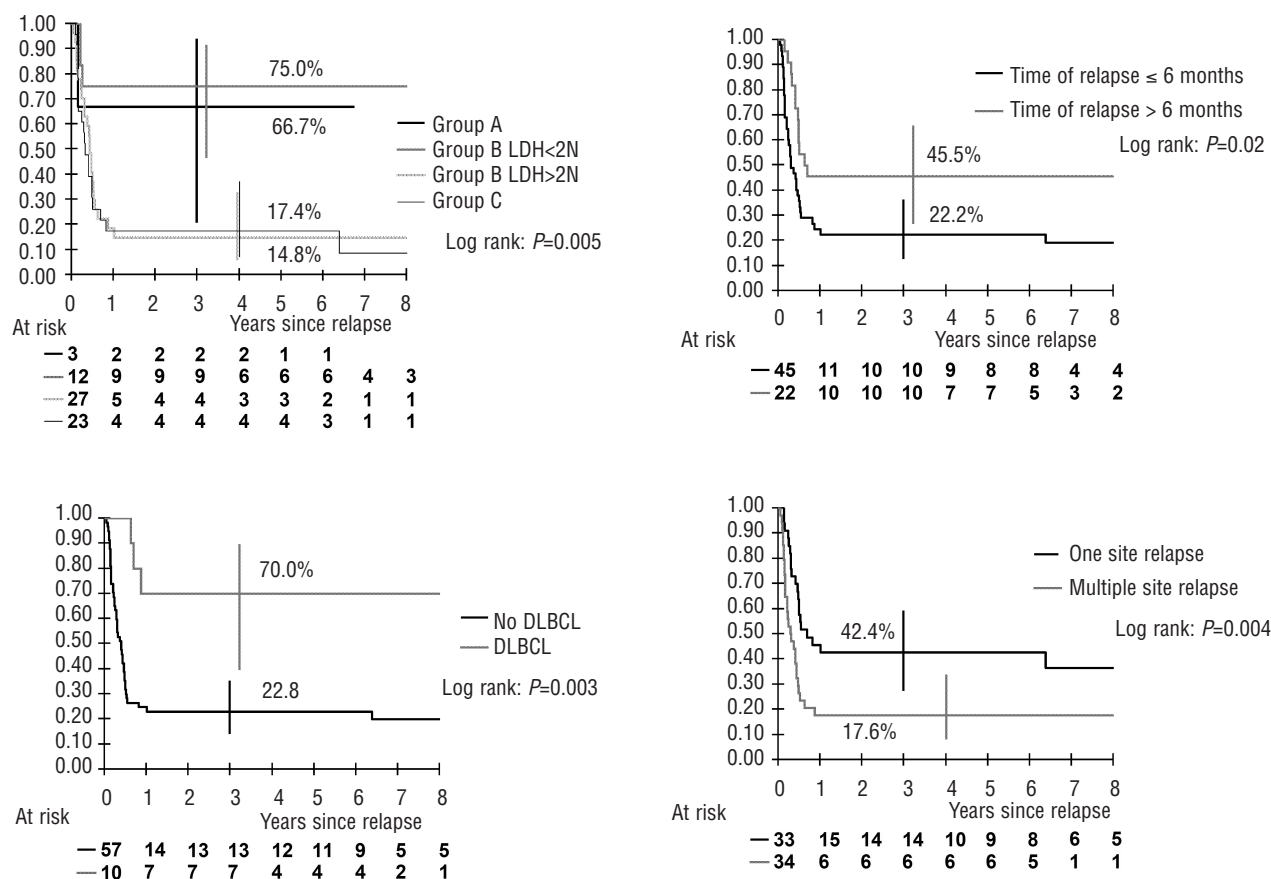 1.00
0.90
0.80
0.70
0.60
0.50
0.40
0.30
0.20
0.10
0.00
75.0%
66.7%
17.4%
14.8%
Group A
Group B LDH<2N
Group B LDH>2N
Group C
Log rank: P=0.005
0 1 2 3 4 5 6 7 8
At risk
Years since relapse
3 2 2 2 2 1 1
12 9 9 9 6 6 6 4 3
27 5 4 4 3 3 2 1 1
23 4 4 4 4 4 3 1 1
1.00
0.90
0.80
0.70
0.60
0.50
0.40
0.30
0.20
0.10
0.00
Time of relapse ≤ 6 months
Time of relapse > 6 months
Log rank: P=0.02
45.5%
22.2%
0 1 2 3 4 5 6 7 8
At risk
Years since relapse
45 11 10 10 9 8 8 4 4
22 10 10 10 7 7 5 3 2
1.00
0.90
0.80
0.70
0.60
0.50
0.40
0.30
0.20
0.10
0.00
70.0%
22.8
No DLBCL
DLBCL
Log rank: P=0.003
0 1 2 3 4 5 6 7 8
At risk
Years since relapse
57 14 13 13 12 11 9 5 5
10 7 7 7 4 4 4 2 1
1.00
0.90
0.80
0.70
0.60
0.50
0.40
0.30
0.20
0.10
0.00
One site relapse
Multiple site relapse
Log rank: P=0.004
42.4%
17.6%
0 1 2 3 4 5 6 7 8
At risk
Years since relapse
33 15 14 14 10 9 8 6 5
34 6 6 6 6 6 5 1 1